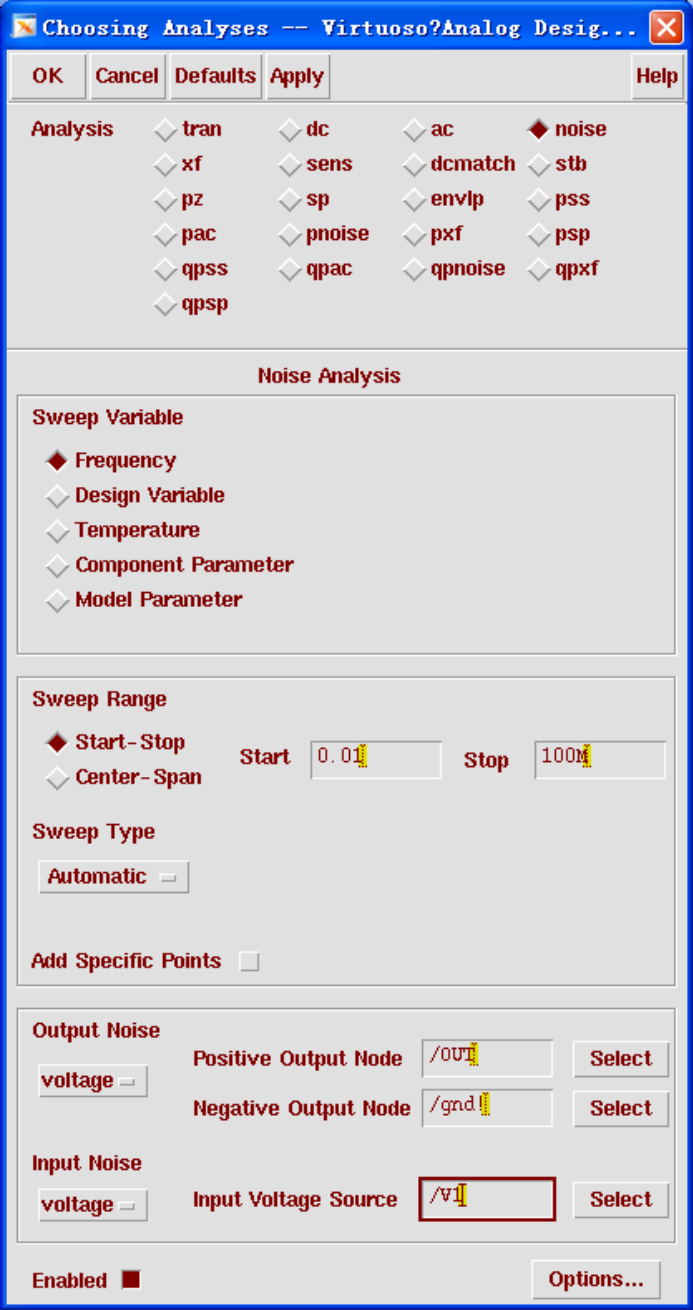 Choosing Analyses -- Virtuoso?Analog Desig...
OK Cancel Defaults Apply Help
Analysis tran dc ac noise
xf sens dcmatch stb
pz sp envlp pss
pac pnoise pxf psp
qpss qpac qpnoise qpxf
qpsp
Noise Analysis
Sweep Variable
Frequency
Design Variable
Temperature
Component Parameter
Model Parameter
Sweep Range
Start-Stop Start 0.01 Stop 100M
Center-Span
Sweep Type
Automatic
Add Specific Points
Output Noise
voltage Positive Output Node /OUT Select
Negative Output Node /gnd! Select
Input Noise
voltage Input Voltage Source /V1 Select
Enabled Options...